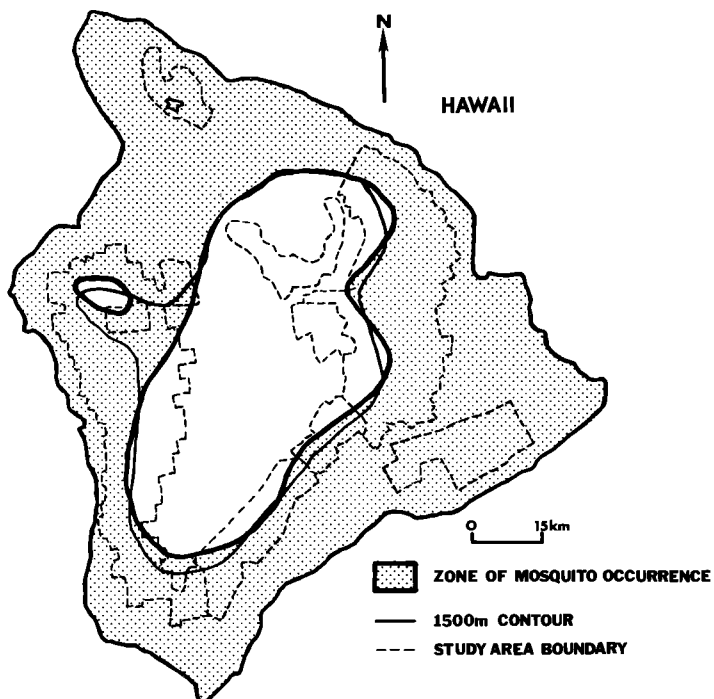 N
HAWAII
0 15km
ZONE OF MOSQUITO OCCURRENCE
1500m CONTOUR
STUDY AREA BOUNDARY